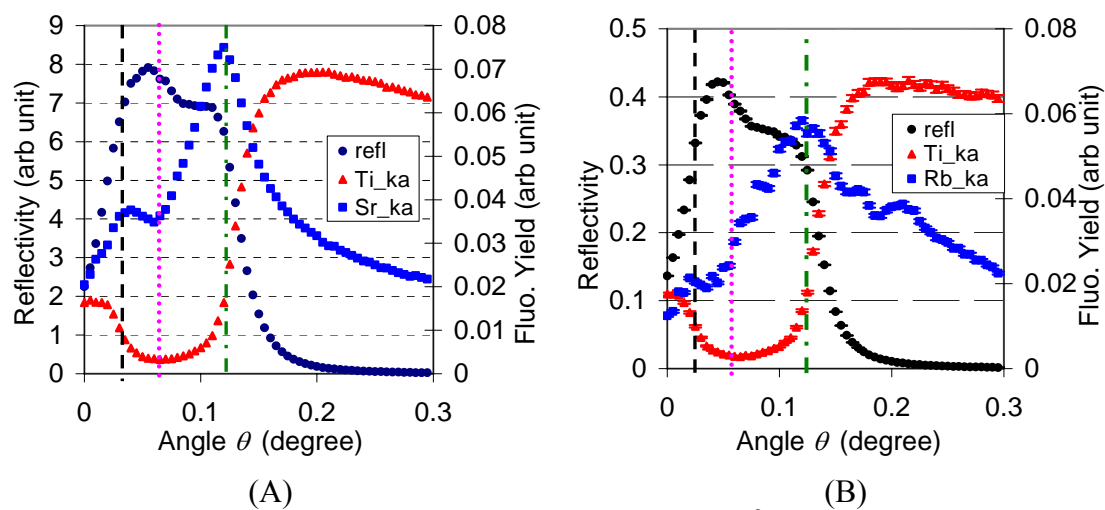 9
8
7
6
5
4
3
2
1
0
Reflectivity (arb unit)
0.08
0.07
0.06
0.05
0.04
0.03
0.02
0.01
0
Fluo. Yield (arb unit)
refl
Ti_ka
Sr_ka
0 0.1 0.2 0.3
Angle θ (degree)
(A)
0.5
0.4
0.3
0.2
0.1
0
Reflectivity
0.08
0.06
0.04
0.02
0
Fluo. Yield (arb unit)
refl
Ti_ka
Rb_ka
0 0.1 0.2 0.3
Angle θ (degree)
(B)